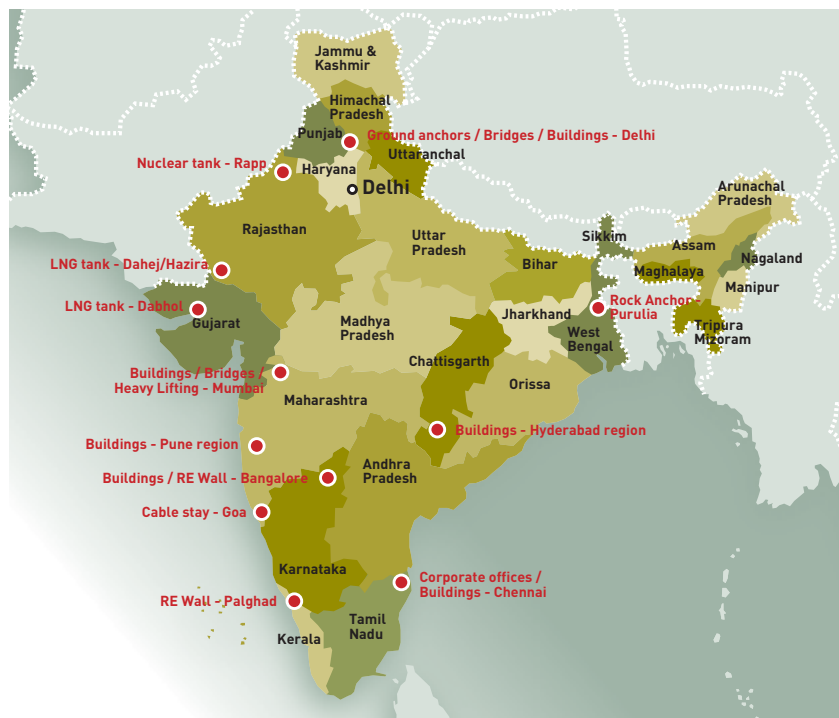 Jammu &
Kashmir
Himachal
Pradesh
Punjab
Ground anchors / Bridges / Buildings - Delhi
Uttaranchal
Nuclear tank - Rapp
Haryana
Delhi
Arunachal
Pradesh
Rajasthan
Uttar
Pradesh
Sikkim
Assam
Nagaland
LNG tank - Dahej/Hazira
Bihar
Maghalaya
Manipur
LNG tank - Dabhol
Gujarat
Rock Anchor -
Purulia
Jharkhand
Madhya
Pradesh
West
Bengal
Tripura
Mizoram
Chattisgarth
Buildings / Bridges /
Heavy Lifting - Mumbai
Orissa
Maharashtra
Buildings - Hyderabad region
Buildings - Pune region
Andhra
Pradesh
Buildings / RE Wall - Bangalore
Cable stay - Goa
Karnataka
Corporate offices /
Buildings - Chennai
RE Wall - Palghad
Tamil
Nadu
Kerala